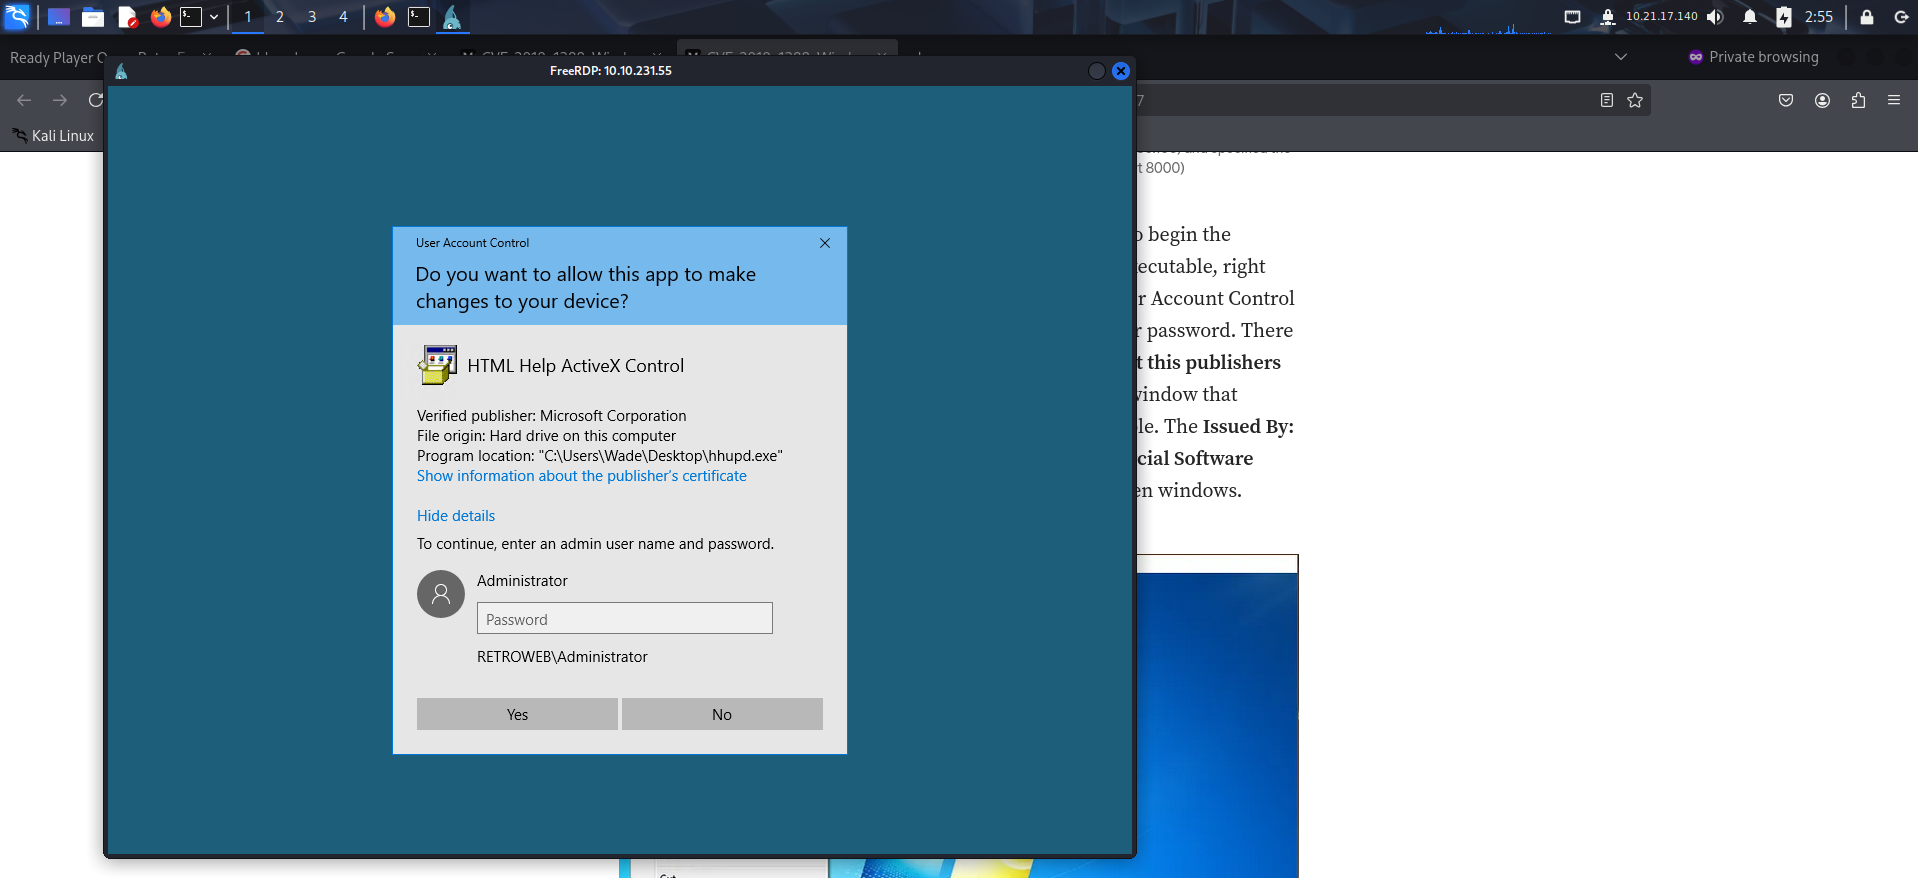 1 2 3 4
10.21.17.140
2:55
Ready Player
Private browsing
FreeRDP: 10.10.231.55
7
Kali Linux
t 8000)
User Account Control
Do you want to allow this app to make
changes to your device?
HTML Help ActiveX Control
Verified publisher: Microsoft Corporation
File origin: Hard drive on this computer
Program location: "C:\Users\Wade\Desktop\hhupd.exe"
Show information about the publisher's certificate
Hide details
To continue, enter an admin user name and password.
Administrator
Password
RETROWEB\Administrator
Yes
No
o begin the
ecutable, right
r Account Control
r password. There
t this publishers
window that
le. The Issued By:
cial Software
en windows.